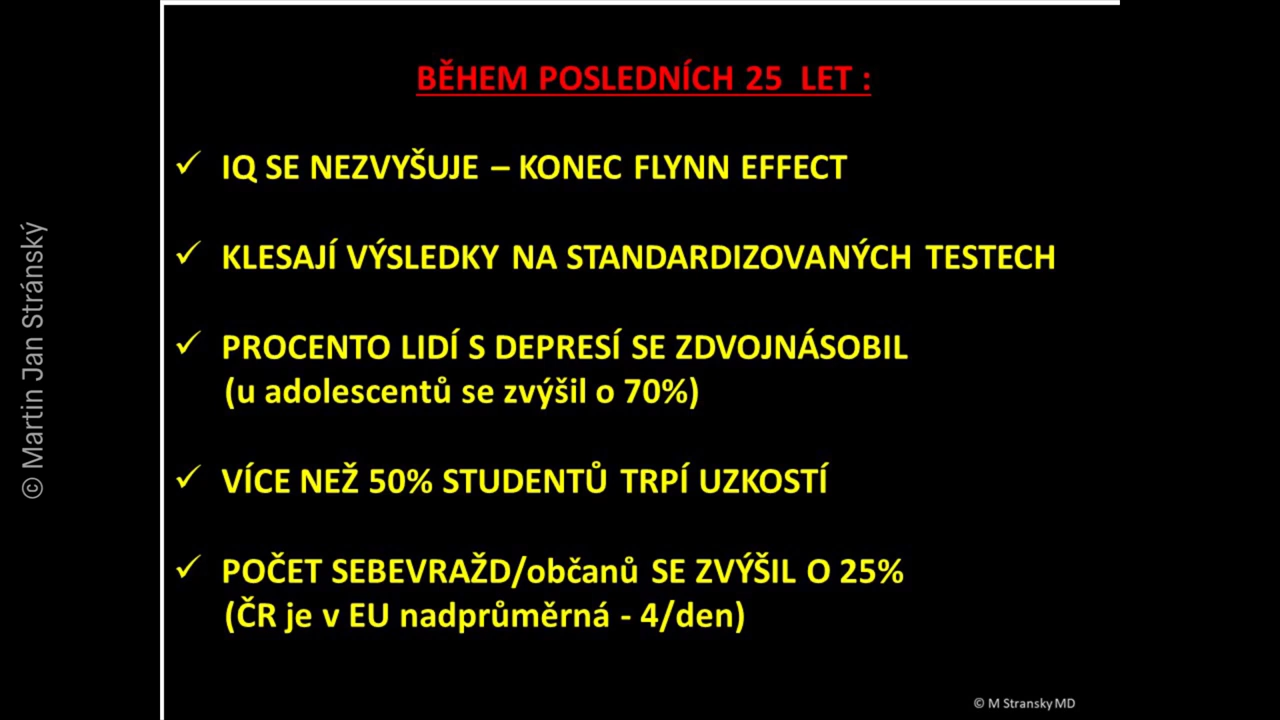 © Martin Jan Stránský
BĚHEM POSLEDNÍCH 25 LET :
✓ IQ SE NEZVYŠUJE – KONEC FLYNN EFFECT
✓ KLESAJÍ VÝSLEDKY NA STANDARDIZOVANÝCH TESTECH
✓ PROCENTO LIDÍ S DEPRESÍ SE ZDVOJNÁSOBIL
(u adolescentů se zvýšil o 70%)
✓ VÍCE NEŽ 50% STUDENTŮ TRPÍ UZKOSTÍ
✓ POČET SEBEVRAŽD/občanů SE ZVÝŠIL O 25%
(ČR je v EU nadprůměrná - 4/den)
© M Stransky MD